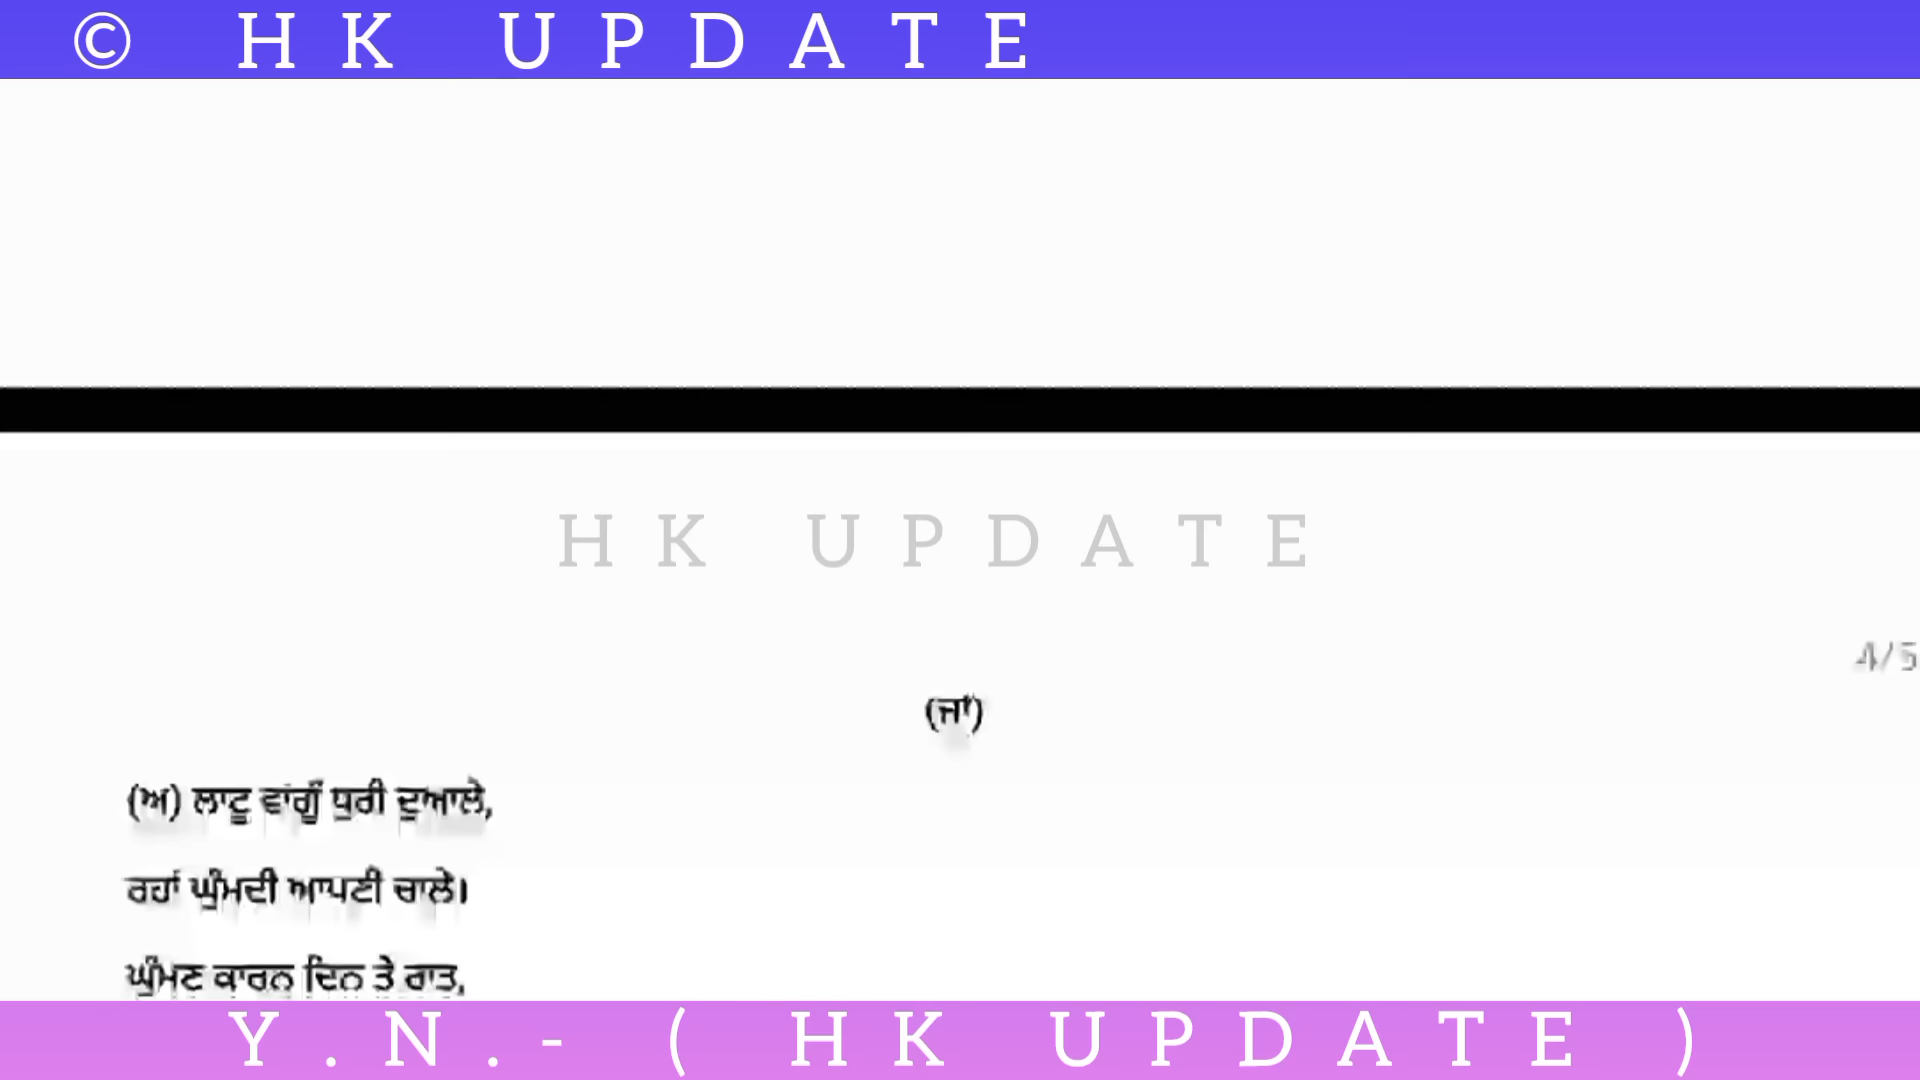 © HK UPDATE
HK UPDATE
4/5
(ਜਾਂ)
(ਅ) ਲਾਟੂ ਵਾਂਗੂੰ ਧੁਰੀ ਦੁਆਲੇ,
ਰਹਾਂ ਘੁੰਮਦੀ ਆਪਣੀ ਚਾਲੇ।
ਘੁੰਮਣ ਕਾਰਨ ਦਿਨ ਤੇ ਰਾਤ,
Y.N.- ( HK UPDATE )